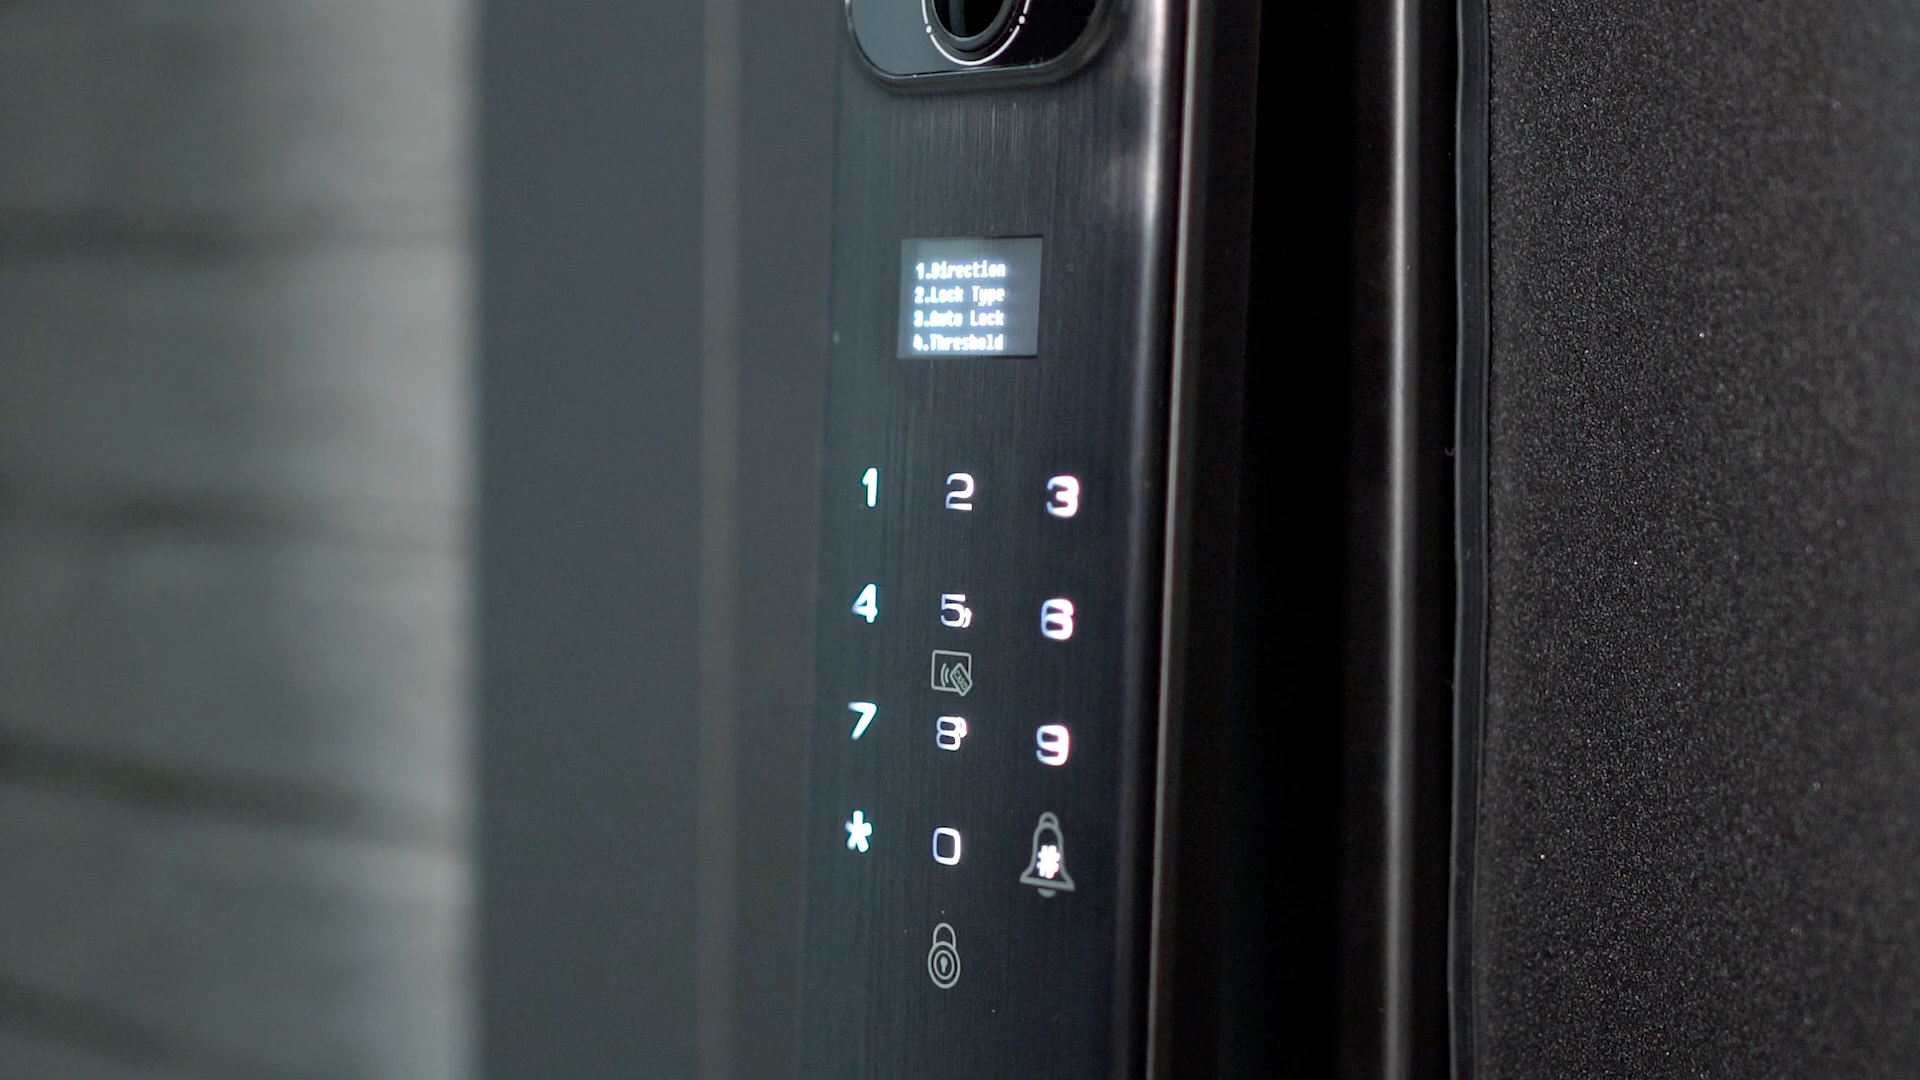 1.Direction
2.Lock Type
3.Auto Lock
4.Threshold
1 2 3
4 5 6
7 8 9
* 0 #